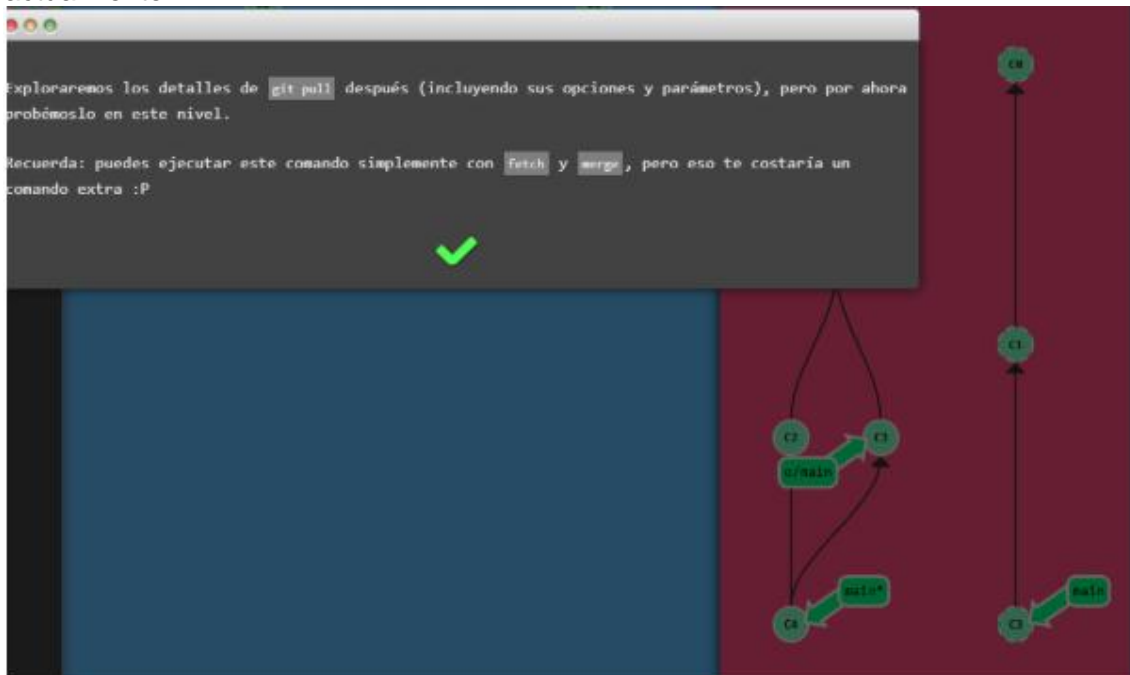 Exploraremos los detalles de git pull después (incluyendo sus opciones y parámetros), pero por ahora
probémoslo en este nivel.
Recuerda: puedes ejecutar este comando simplemente con fetch y merge, pero eso te costaría un
comando extra :P
C0
C1
C2
C3
o/main
main*
main
C4
C3